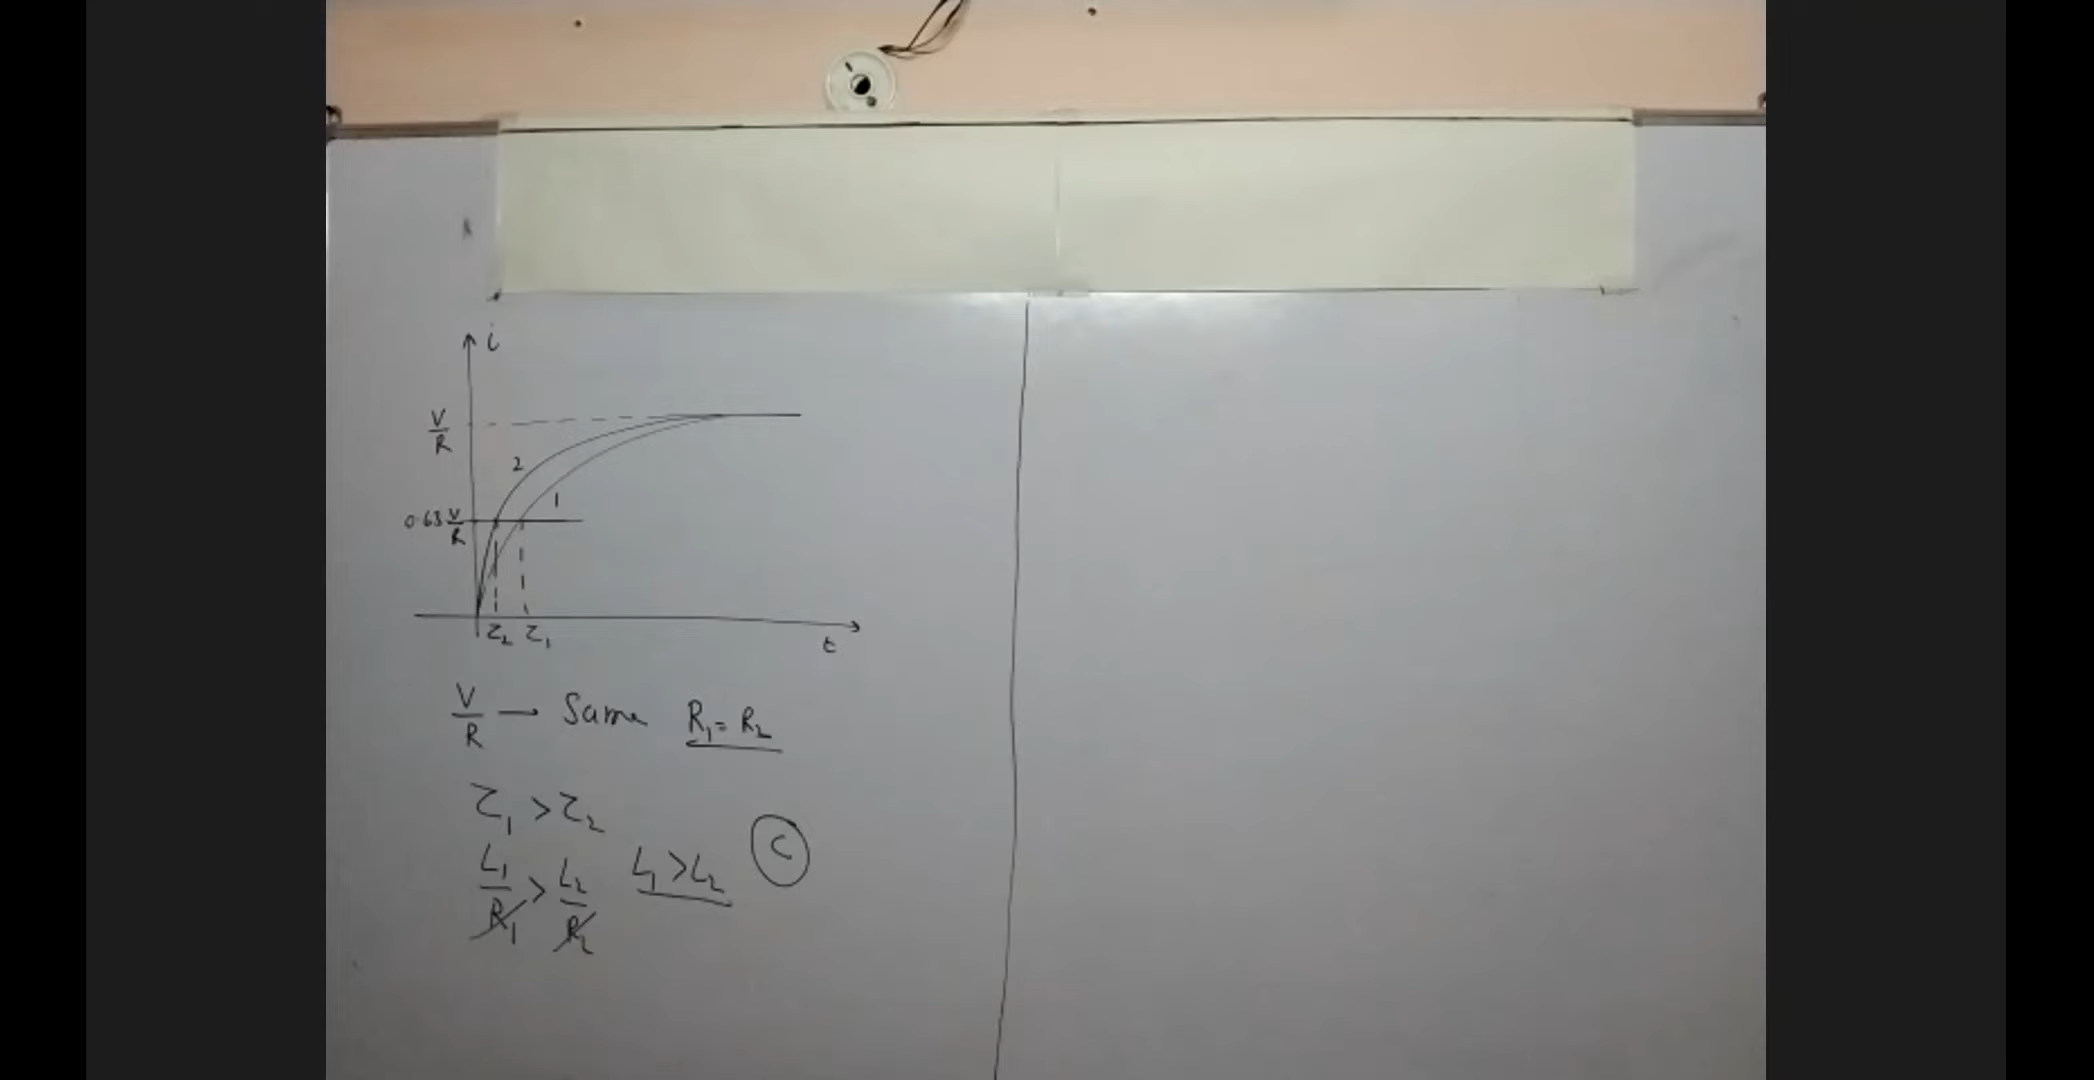 i
V/R
2
1
0.63 V/R
τ₂ τ₁
t
V/R → Same R₁ = R₂
τ₁ > τ₂
L₁/R₁ > L₂/R₂ L₁ > L₂ C